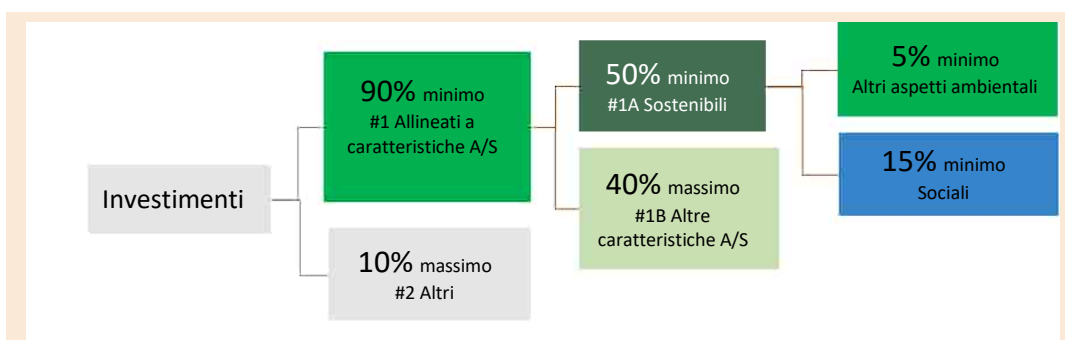 Investimenti
90% minimo
#1 Allineati a
caratteristiche A/S
10% massimo
#2 Altri
50% minimo
#1A Sostenibili
40% massimo
#1B Altre
caratteristiche A/S
5% minimo
Altri aspetti ambientali
15% minimo
Sociali